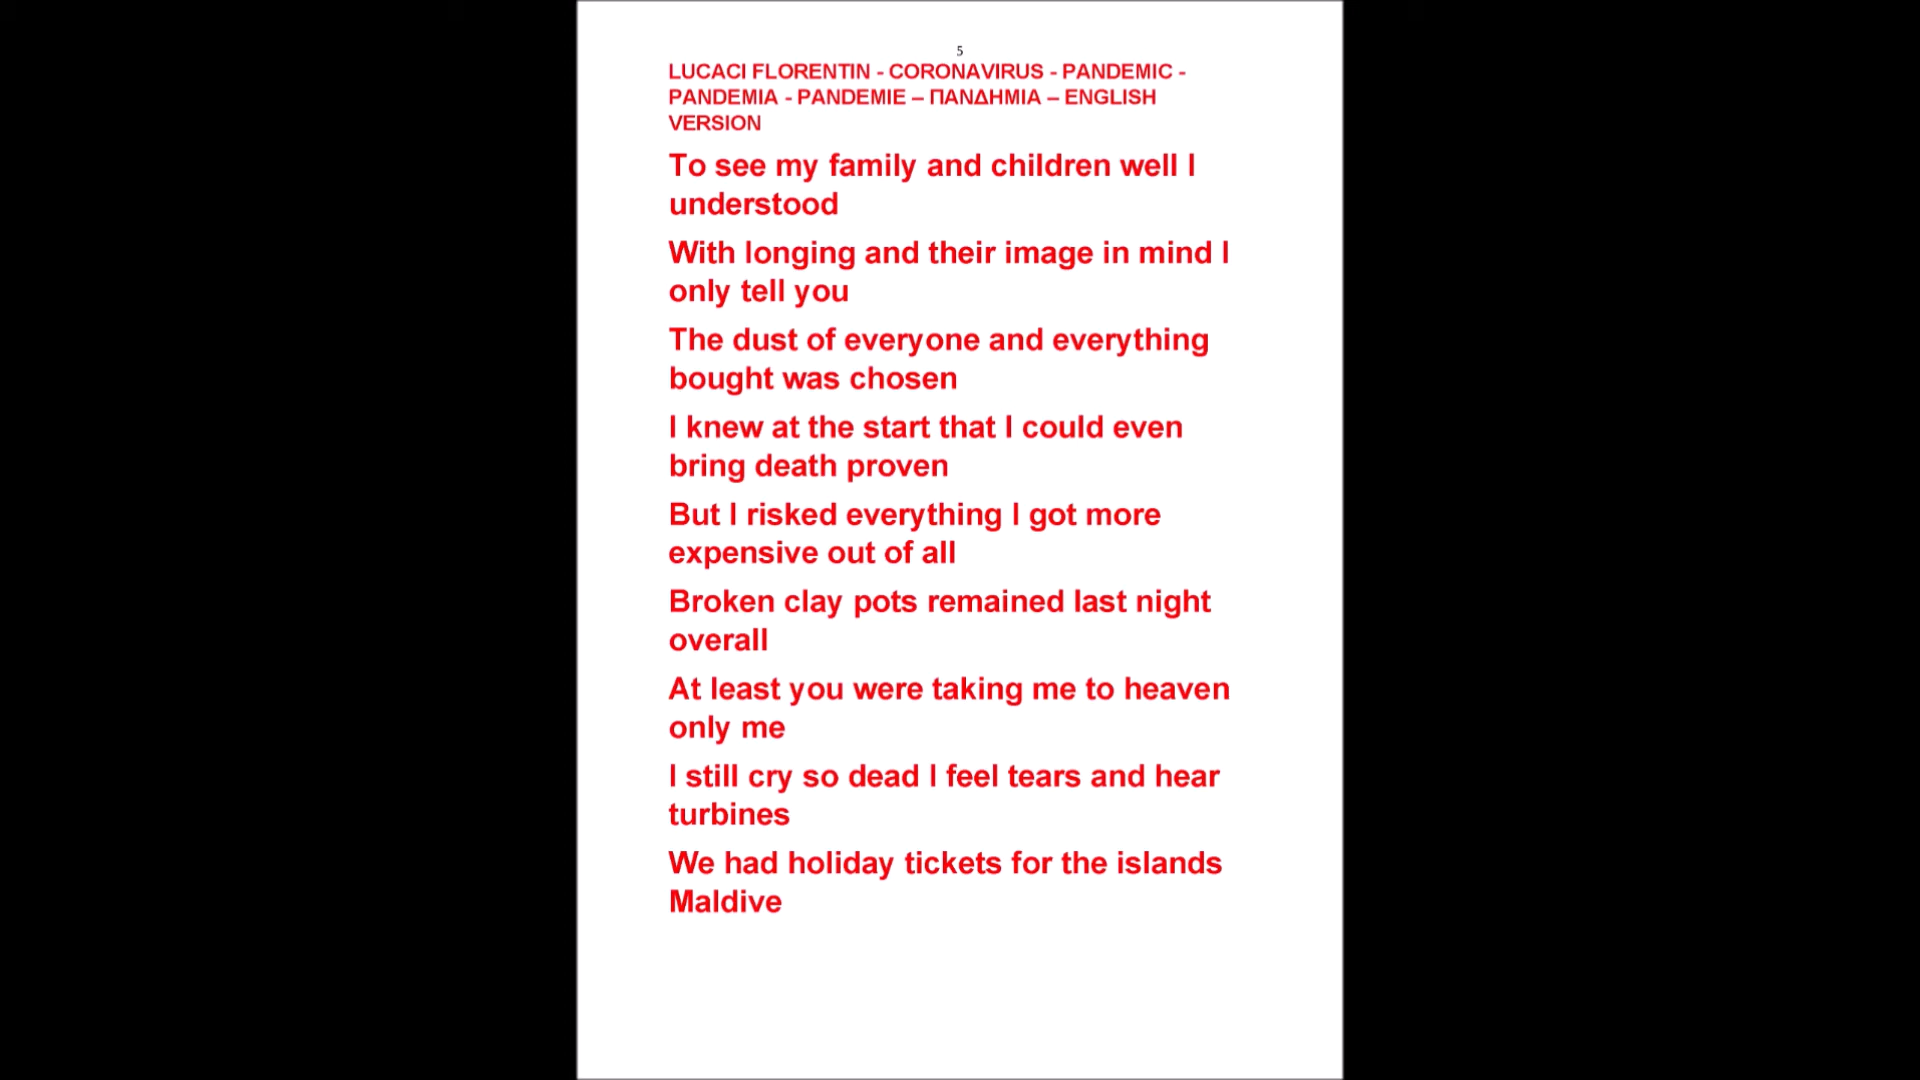 5
LUCACI FLORENTIN - CORONAVIRUS - PANDEMIC -
PANDEMIA - PANDEMIE – ΠΑΝΔΗΜΙΑ – ENGLISH
VERSION
To see my family and children well I
understood
With longing and their image in mind I
only tell you
The dust of everyone and everything
bought was chosen
I knew at the start that I could even
bring death proven
But I risked everything I got more
expensive out of all
Broken clay pots remained last night
overall
At least you were taking me to heaven
only me
I still cry so dead I feel tears and hear
turbines
We had holiday tickets for the islands
Maldive